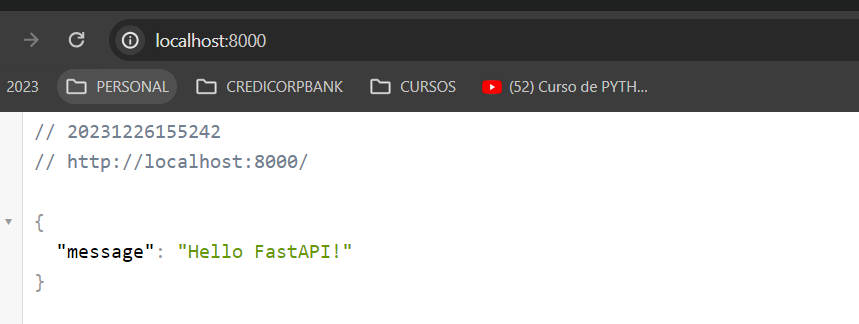 localhost:8000
2023 PERSONAL CREDICORPBANK CURSOS (52) Curso de PYTH...
// 20231226155242
// http://localhost:8000/
{
"message": "Hello FastAPI!"
}